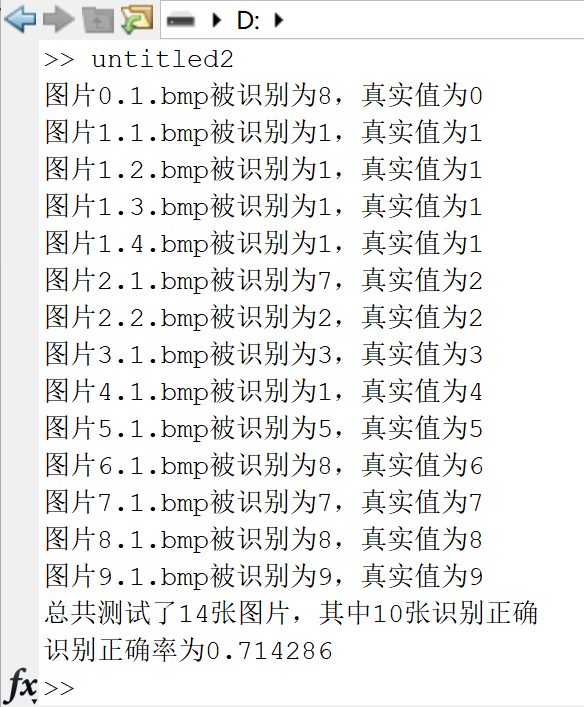 D:
>> untitled2
图片0.1.bmp被识别为8，真实值为0
图片1.1.bmp被识别为1，真实值为1
图片1.2.bmp被识别为1，真实值为1
图片1.3.bmp被识别为1，真实值为1
图片1.4.bmp被识别为1，真实值为1
图片2.1.bmp被识别为7，真实值为2
图片2.2.bmp被识别为2，真实值为2
图片3.1.bmp被识别为3，真实值为3
图片4.1.bmp被识别为1，真实值为4
图片5.1.bmp被识别为5，真实值为5
图片6.1.bmp被识别为8，真实值为6
图片7.1.bmp被识别为7，真实值为7
图片8.1.bmp被识别为8，真实值为8
图片9.1.bmp被识别为9，真实值为9
总共测试了14张图片，其中10张识别正确
识别正确率为0.714286
fx >>